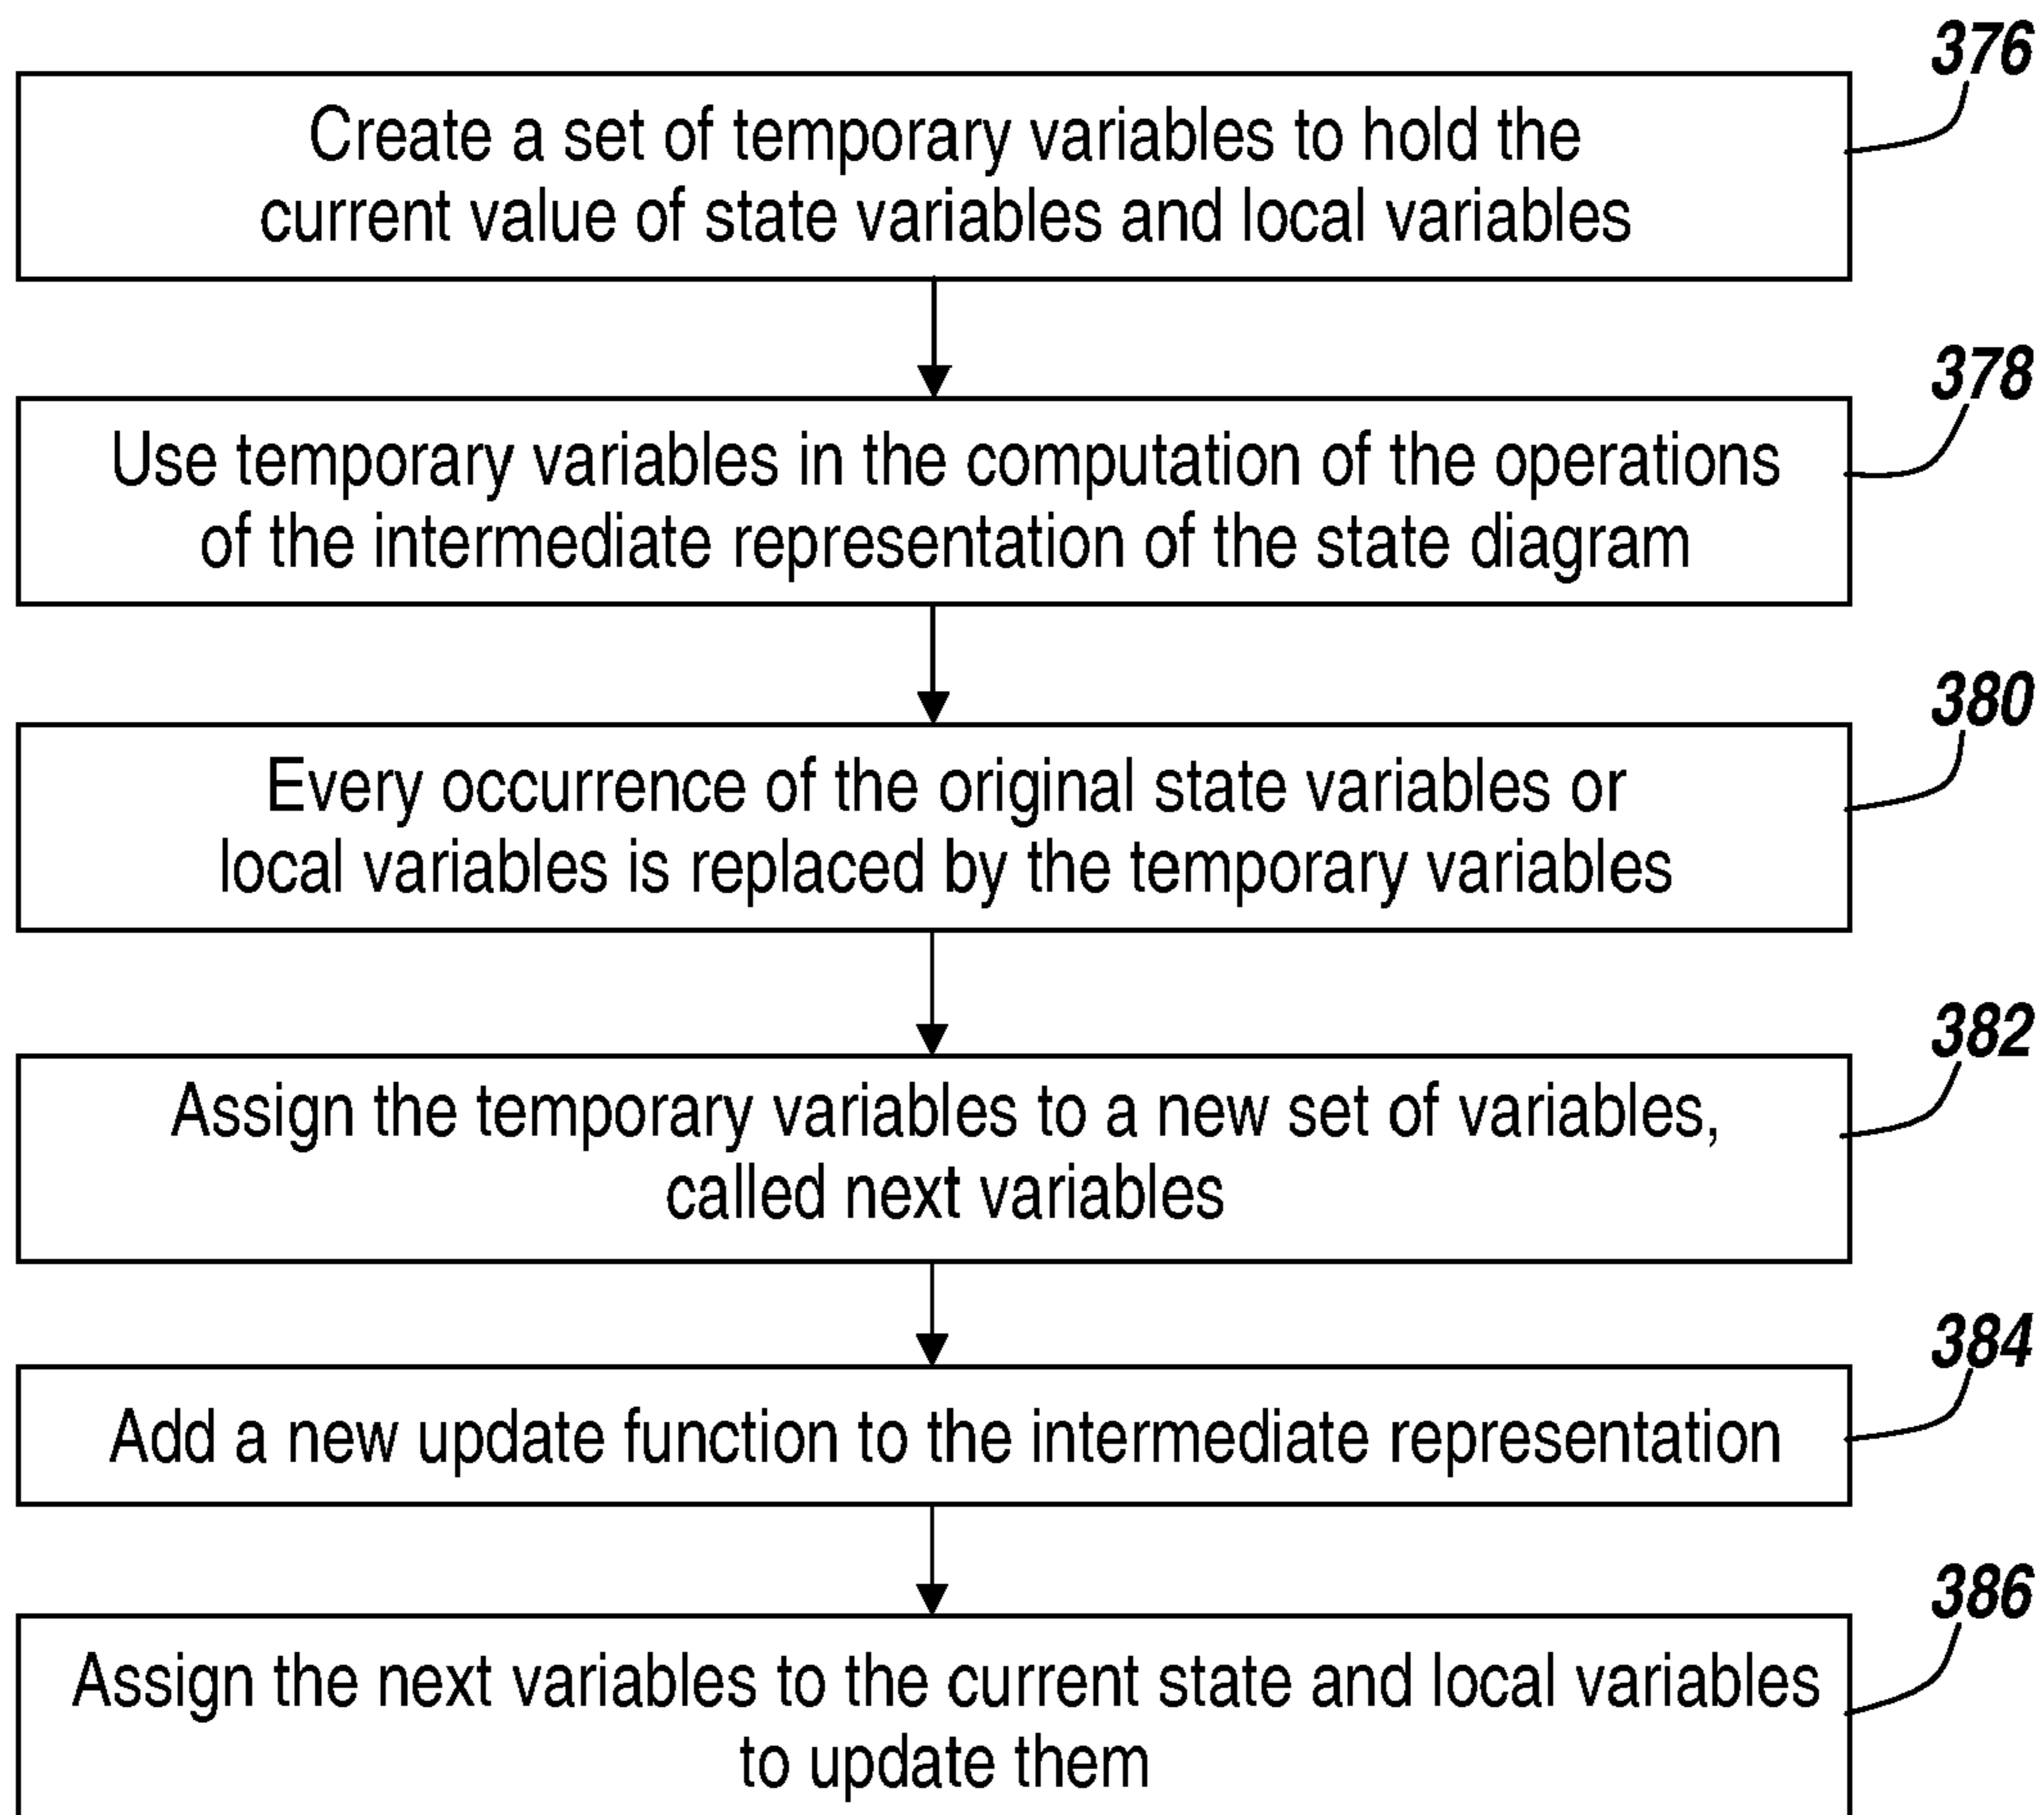 376
Create a set of temporary variables to hold the
current value of state variables and local variables
378
Use temporary variables in the computation of the operations
of the intermediate representation of the state diagram
380
Every occurrence of the original state variables or
local variables is replaced by the temporary variables
382
Assign the temporary variables to a new set of variables,
called next variables
384
Add a new update function to the intermediate representation
386
Assign the next variables to the current state and local variables
to update them